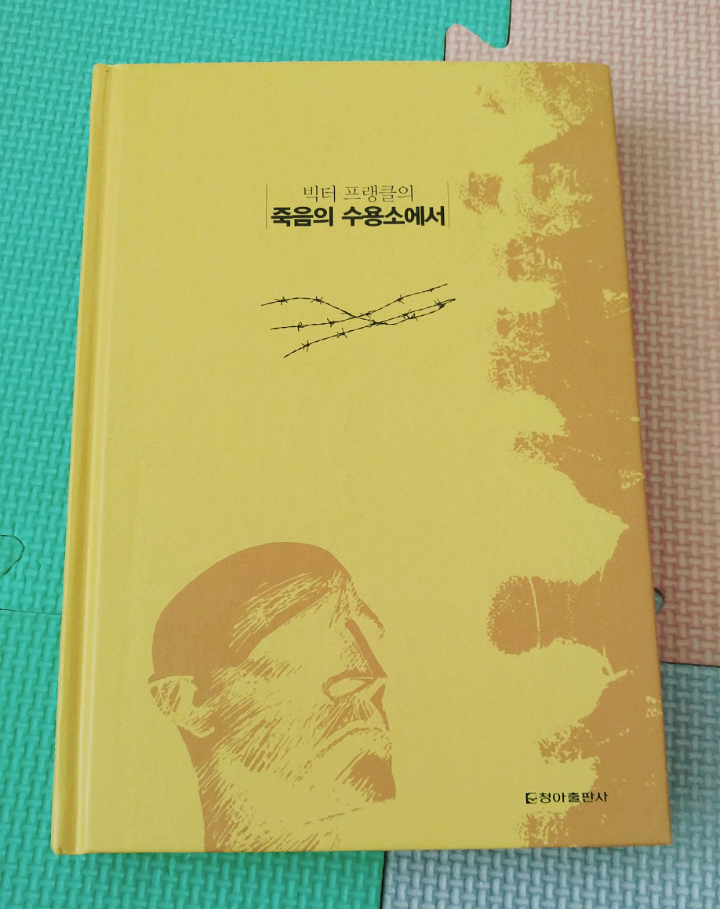 빅터 프랭클의
죽음의 수용소에서
청아출판사